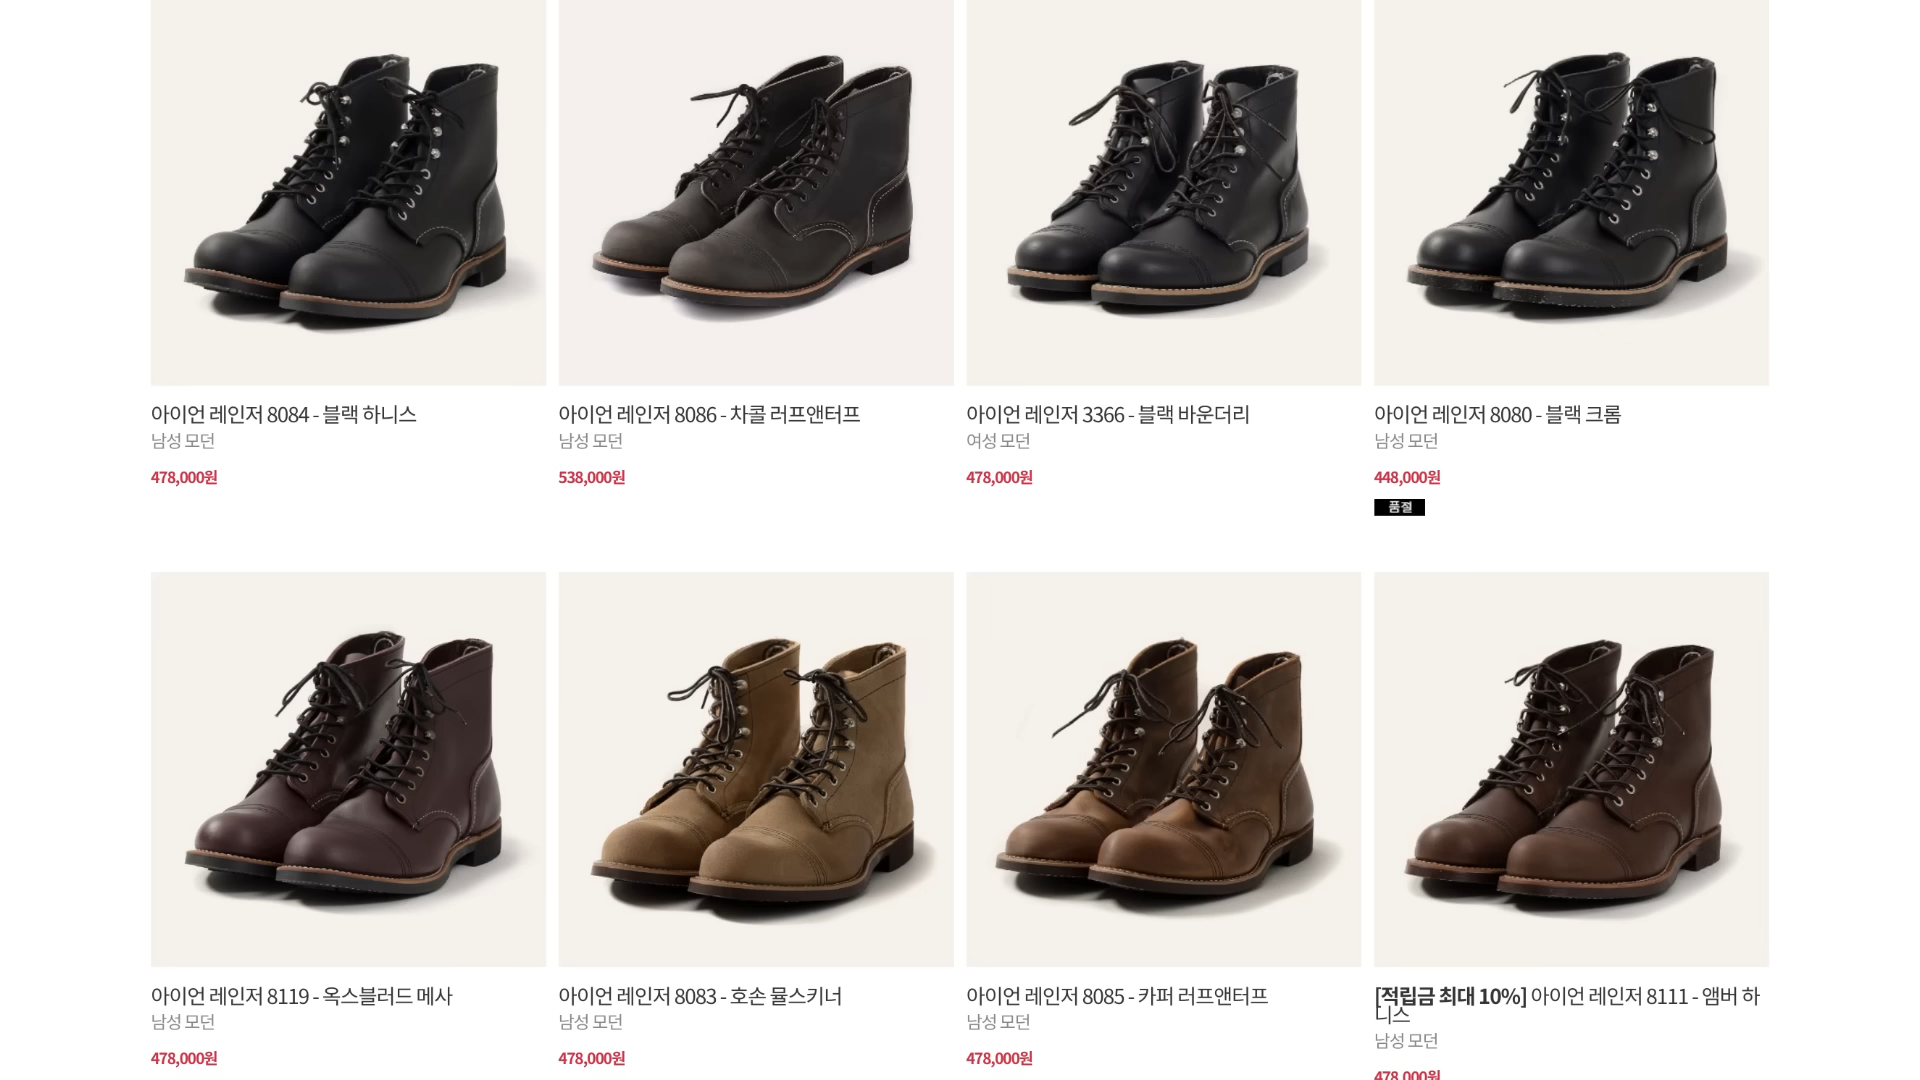 아이언 레인저 8084 - 블랙 하니스
남성 모던
478,000원
아이언 레인저 8086 - 차콜 러프앤터프
남성 모던
538,000원
아이언 레인저 3366 - 블랙 바운더리
여성 모던
478,000원
아이언 레인저 8080 - 블랙 크롬
남성 모던
448,000원
품절
아이언 레인저 8119 - 옥스블러드 메사
남성 모던
478,000원
아이언 레인저 8083 - 호손 뮬스키너
남성 모던
478,000원
아이언 레인저 8085 - 카퍼 러프앤터프
남성 모던
478,000원
[적립금 최대 10%] 아이언 레인저 8111 - 앰버 하
니스
남성 모던
478,000원